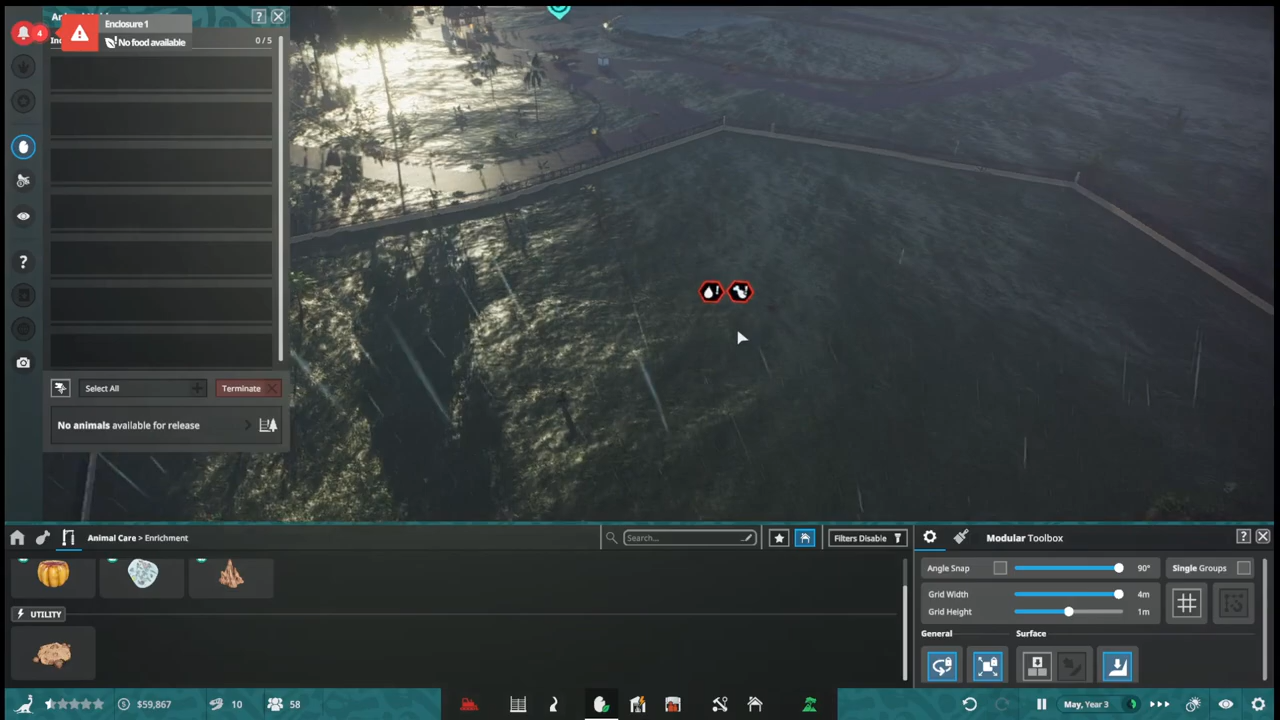 Enclosure 1
4
No food available
0 / 5
Select All
Terminate
No animals available for release
Animal Care > Enrichment
Search...
Filters Disable
Modular Toolbox
Angle Snap
90°
Single Groups
Grid Width
4m
Grid Height
1m
UTILITY
General
Surface
$59,867
10
58
May, Year 3